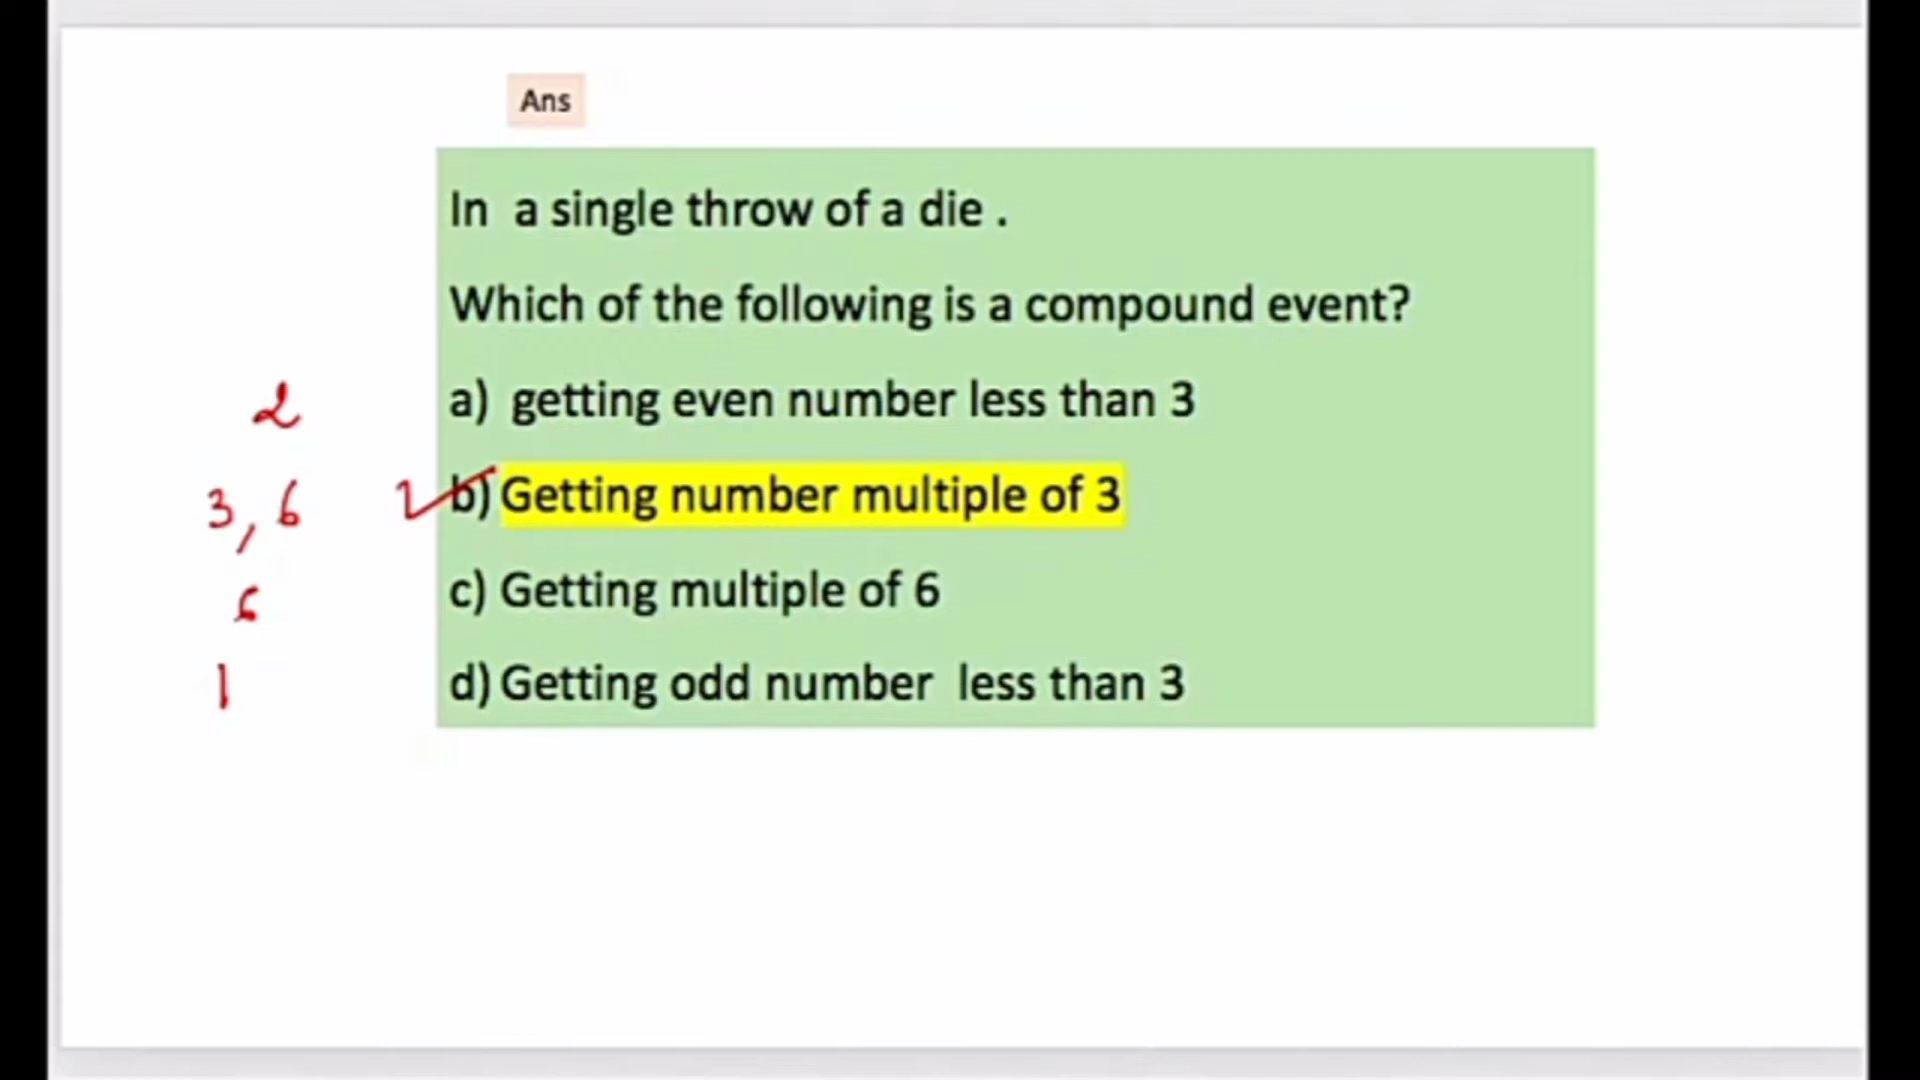 Ans
In a single throw of a die .
Which of the following is a compound event?
2 a) getting even number less than 3
3, 6 b) Getting number multiple of 3
6 c) Getting multiple of 6
1 d) Getting odd number less than 3